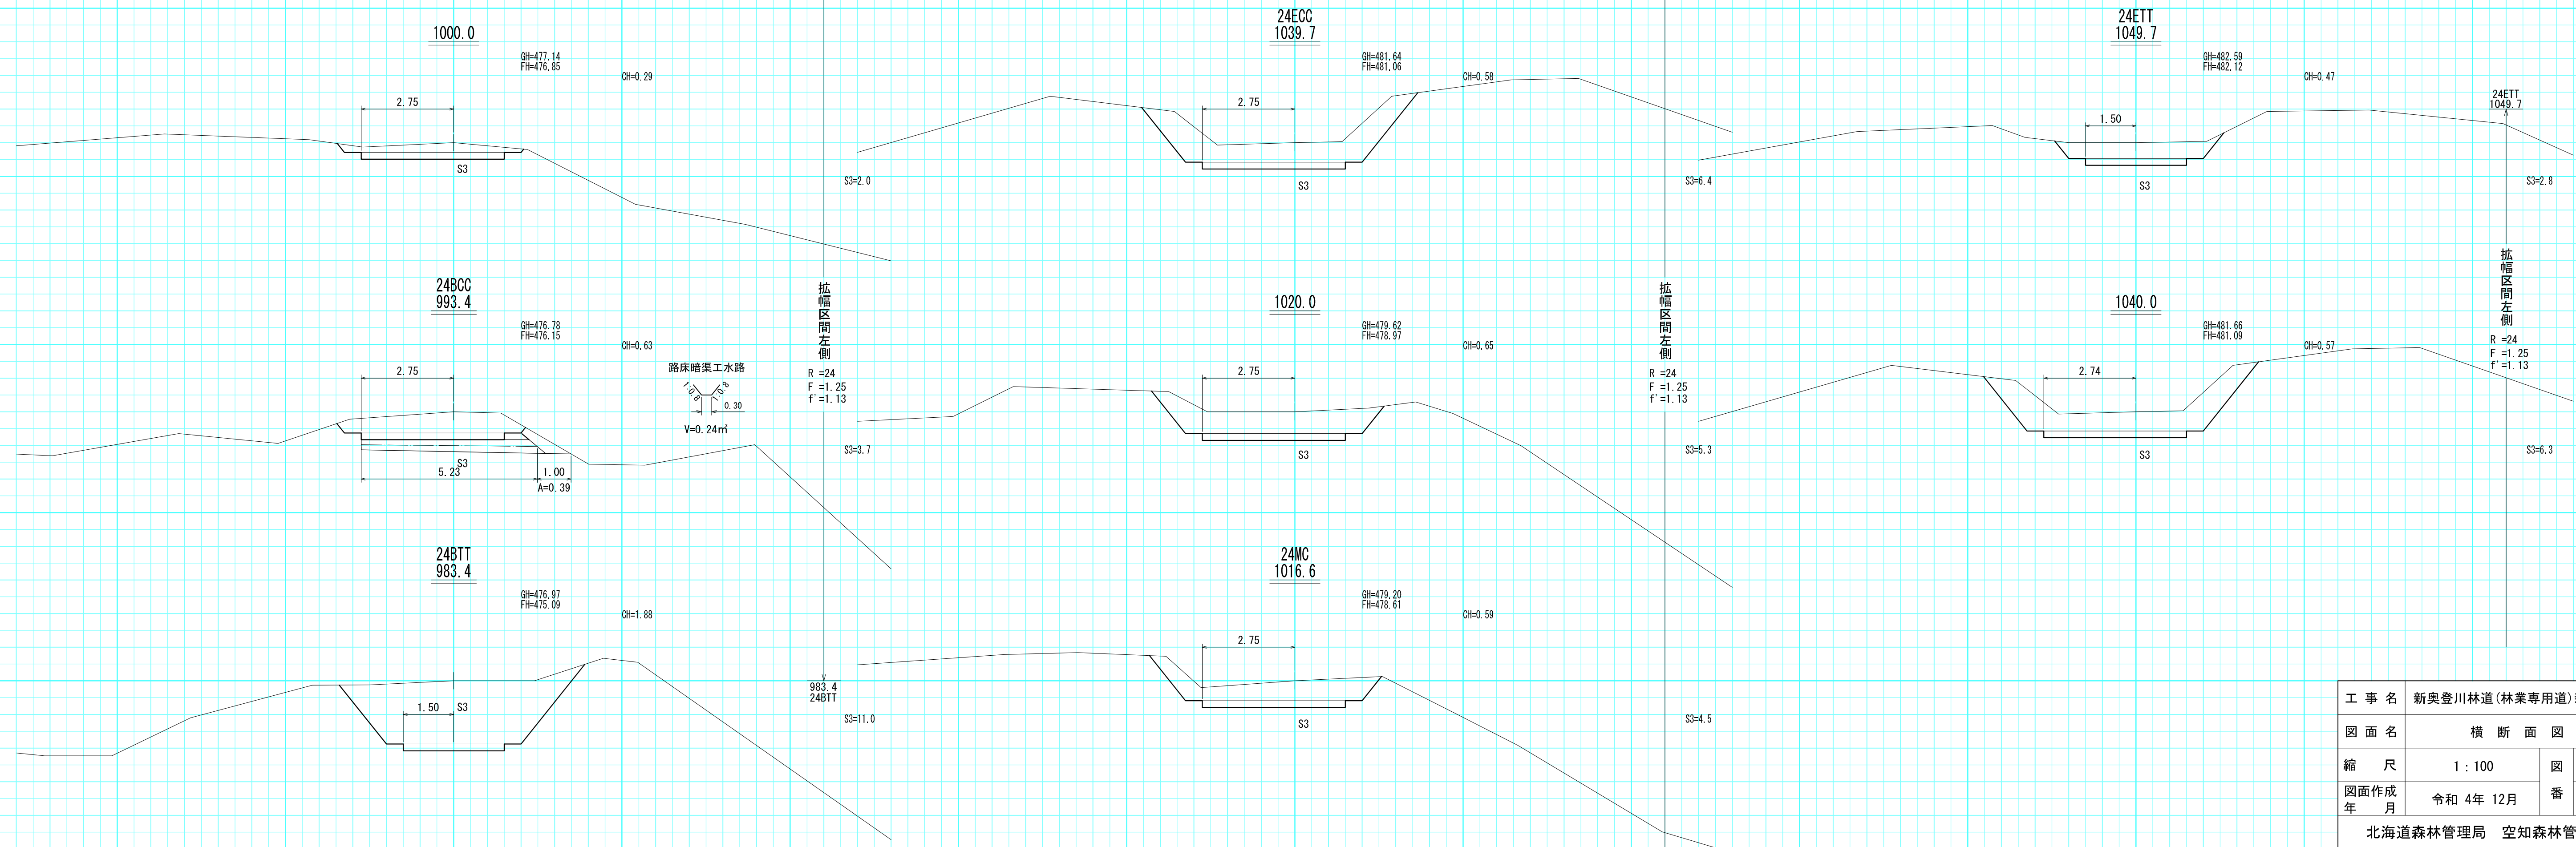 1000.0
GH=477.14
FH=476.85
CH=0.29
2.75
S3
S3=2.0
24ECC
1039.7
GH=481.64
FH=481.06
CH=0.58
2.75
S3
S3=6.4
24ETT
1049.7
GH=482.59
FH=482.12
CH=0.47
1.50
S3
24ETT
1049.7
S3=2.8
24BCC
993.4
GH=476.78
FH=476.15
CH=0.63
2.75
路床暗渠工水路
1:0.8
1:0.8
0.30
V=0.24㎡
S3
5.23
1.00
A=0.39
拡幅区間左側
R =24
F =1.25
f'=1.13
S3=3.7
1020.0
GH=479.62
FH=478.97
CH=0.65
2.75
S3
拡幅区間左側
R =24
F =1.25
f'=1.13
S3=5.3
1040.0
GH=481.66
FH=481.09
CH=0.57
2.74
S3
拡幅区間左側
R =24
F =1.25
f'=1.13
S3=6.3
24BTT
983.4
GH=476.97
FH=475.09
CH=1.88
1.50
S3
983.4
24BTT
S3=11.0
24MC
1016.6
GH=479.20
FH=478.61
CH=0.59
2.75
S3
S3=4.5
工 事 名 新奥登川林道(林業専用道)
図 面 名 横 断 面 図
縮 尺 1 : 100 図
図面作成
年 月 令和 4年 12月 番
北海道森林管理局 空知森林管